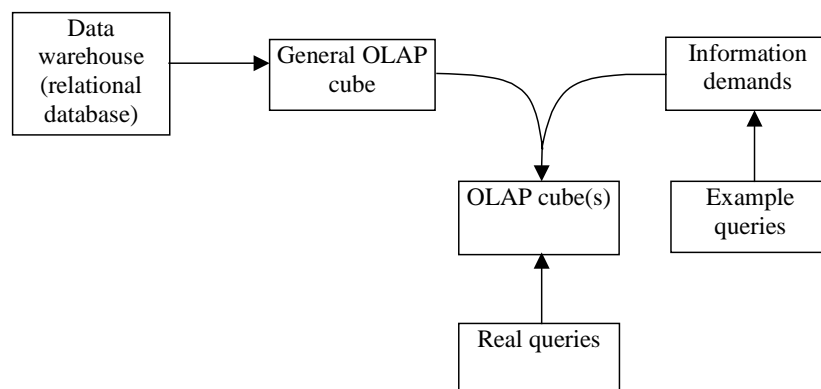 Data
warehouse
(relational
database)
General OLAP
cube
Information
demands
OLAP cube(s)
Example
queries
Real queries